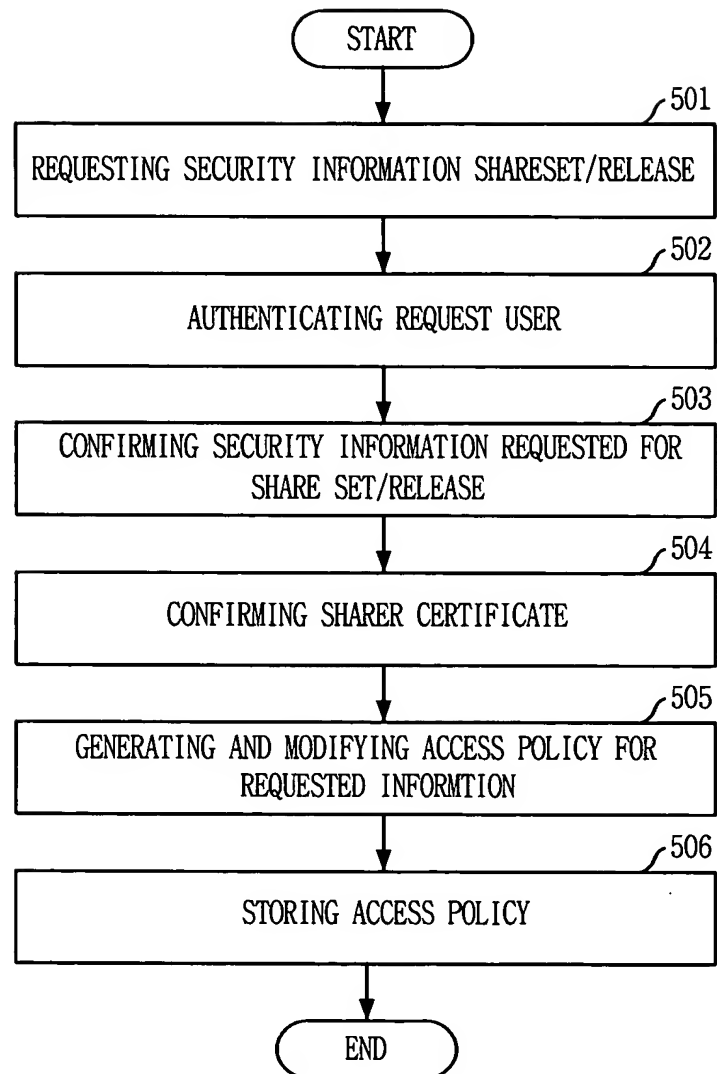 START
501
REQUESTING SECURITY INFORMATION SHARESET/RELEASE
502
AUTHENTICATING REQUEST USER
503
CONFIRMING SECURITY INFORMATION REQUESTED FOR
SHARE SET/RELEASE
504
CONFIRMING SHARER CERTIFICATE
505
GENERATING AND MODIFYING ACCESS POLICY FOR
REQUESTED INFORMTION
506
STORING ACCESS POLICY
END